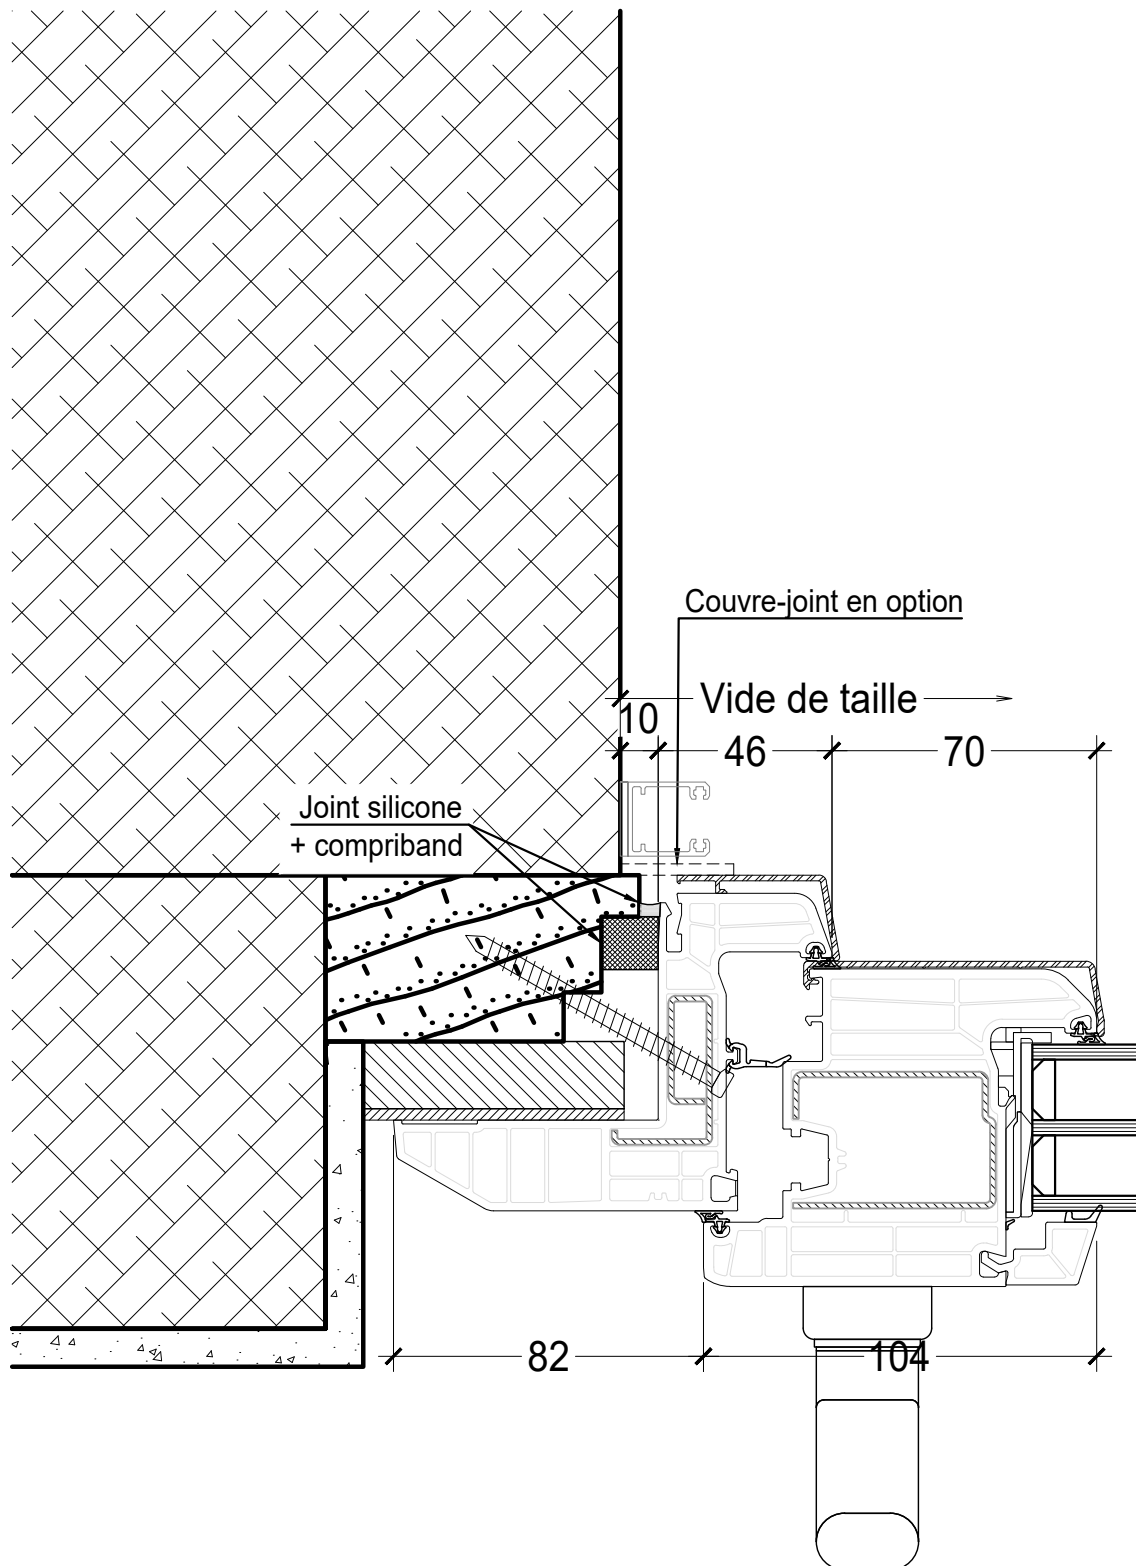 Couvre-joint en option
Vide de taille
10
46
70
Joint silicone
+ compriband
82
104